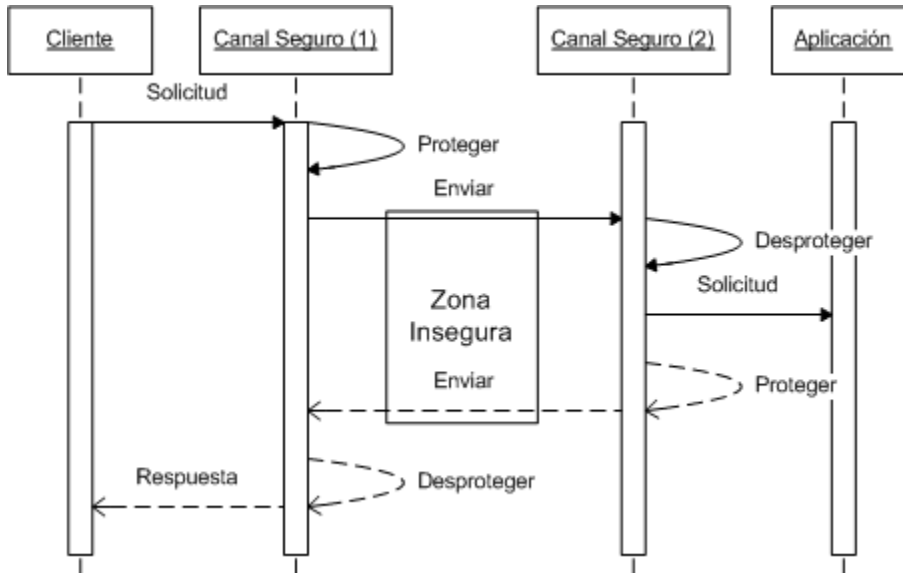 Cliente
Canal Seguro (1)
Canal Seguro (2)
Aplicación
Solicitud
Proteger
Enviar
Desproteger
Solicitud
Zona
Insegura
Enviar
Proteger
Respuesta
Desproteger